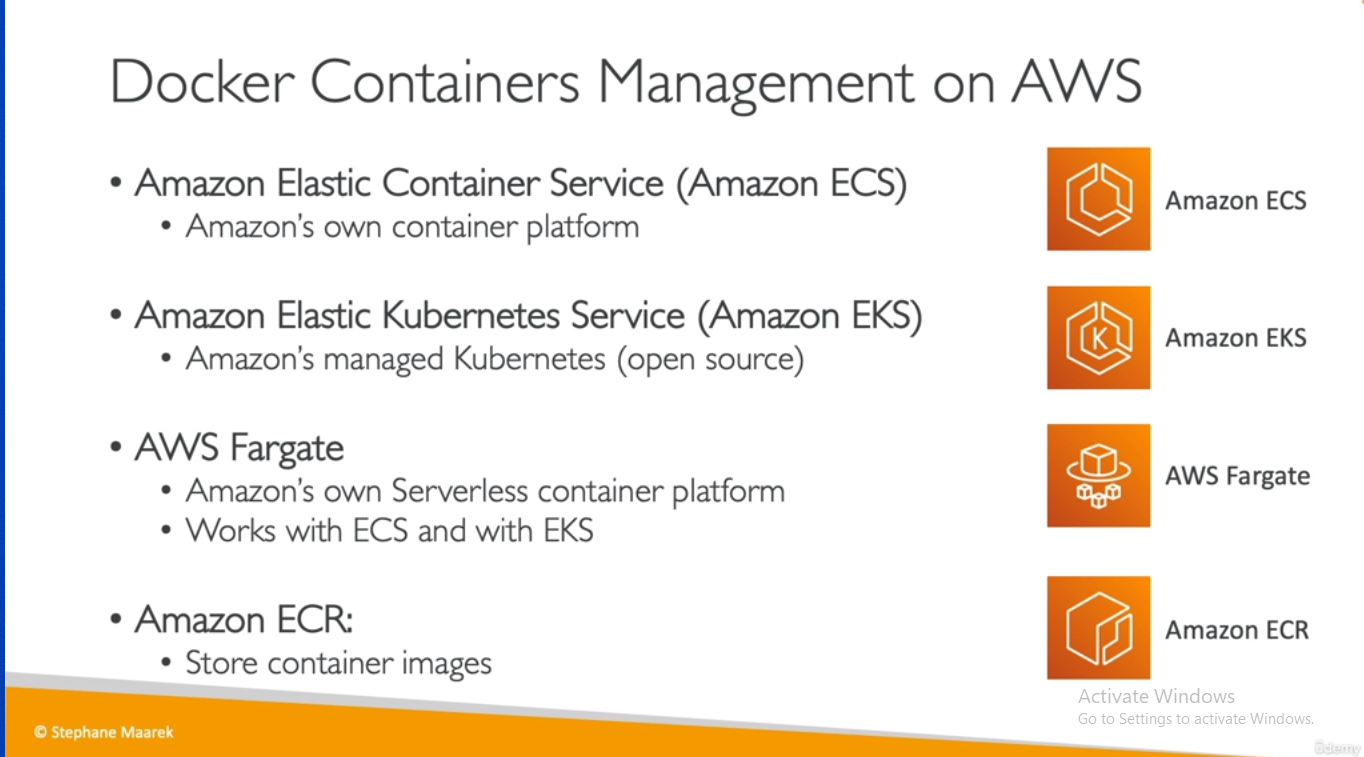 Docker Containers Management on AWS
• Amazon Elastic Container Service (Amazon ECS)
• Amazon’s own container platform
Amazon ECS
• Amazon Elastic Kubernetes Service (Amazon EKS)
• Amazon’s managed Kubernetes (open source)
K
Amazon EKS
• AWS Fargate
• Amazon’s own Serverless container platform
• Works with ECS and with EKS
AWS Fargate
• Amazon ECR:
• Store container images
Amazon ECR
Activate Windows
Go to Settings to activate Windows.
© Stephane Maarek
ûdemy